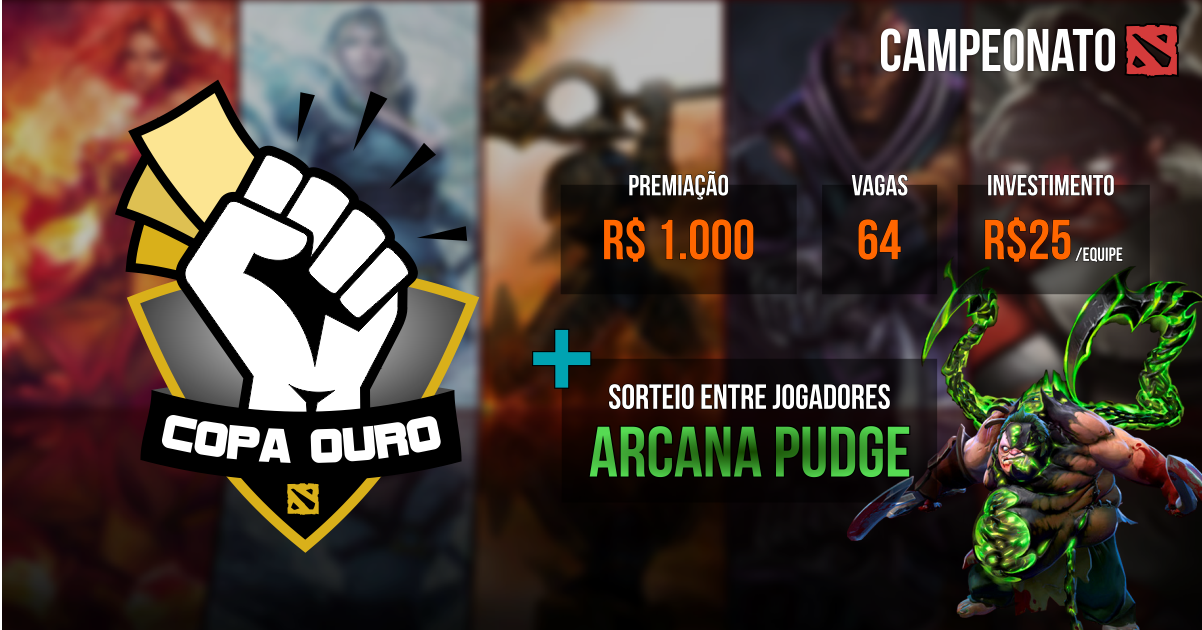 CAMPEONATO
PREMIAÇÃO
R$ 1.000
VAGAS
64
INVESTIMENTO
R$25 /EQUIPE
SORTEIO ENTRE JOGADORES
ARCANA PUDGE
COPA OURO